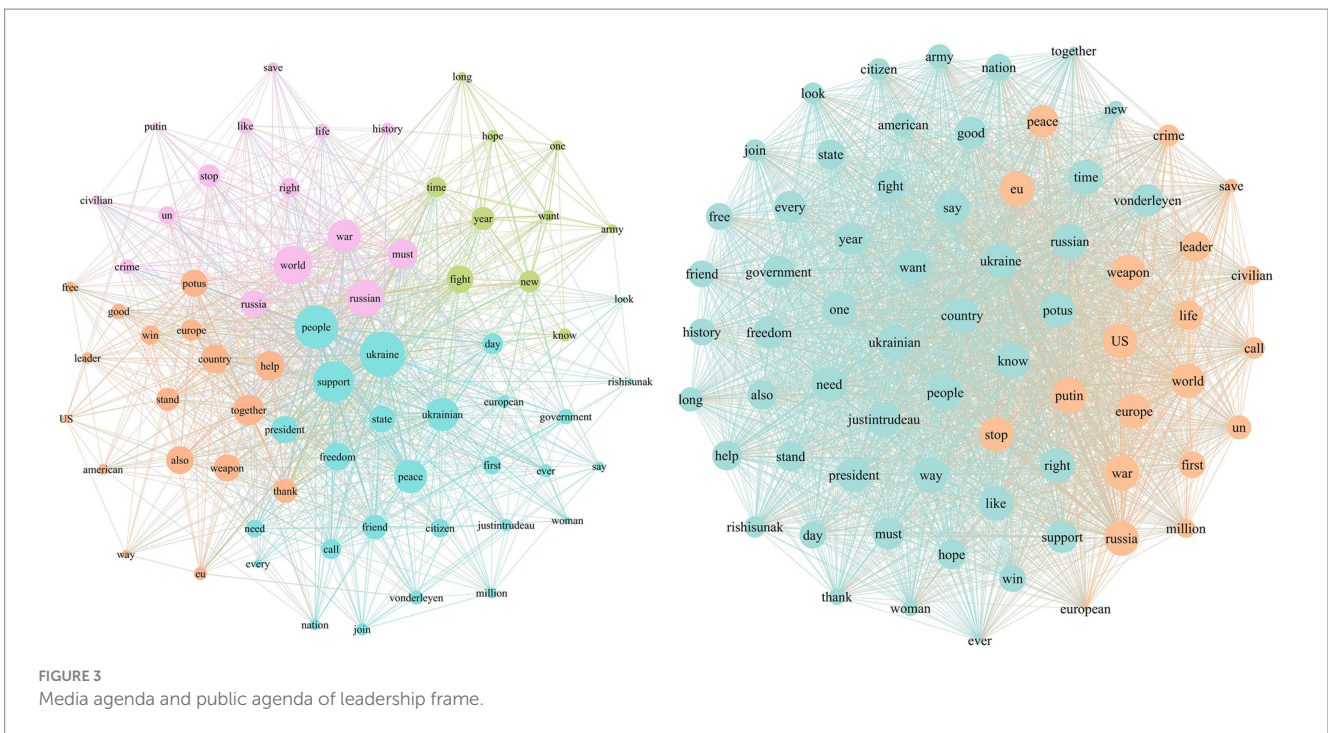 save
long
putin
like
life
history
hope
one
stop
right
time
civilian
un
year
want
army
war
must
world
crime
fight
new
free
potus
russia
russian
look
good
people
europe
win
know
day
ukraine
leader
country
help
support
rishisunak
stand
european
US
together
state
ukrainian
government
president
also
weapon
freedom
first
ever
say
american
peace
thank
need
friend
citizen
justintrudeau
woman
call
way
every
eu
vonderleyen
million
nation
join
together
army
citizen
nation
look
new
american
good
peace
crime
join
state
time
save
fight
eu
every
say
vonderleyen
free
year
russian
leader
friend
government
want
ukraine
weapon
civilian
history
freedom
one
country
potus
life
ukrainian
US
call
know
long
also
need
people
putin
world
justintrudeau
europe
stop
un
help
stand
president
way
right
war
first
like
rishisunak
day
must
support
russia
million
hope
win
thank
woman
european
ever
FIGURE 3
Media agenda and public agenda of leadership frame.